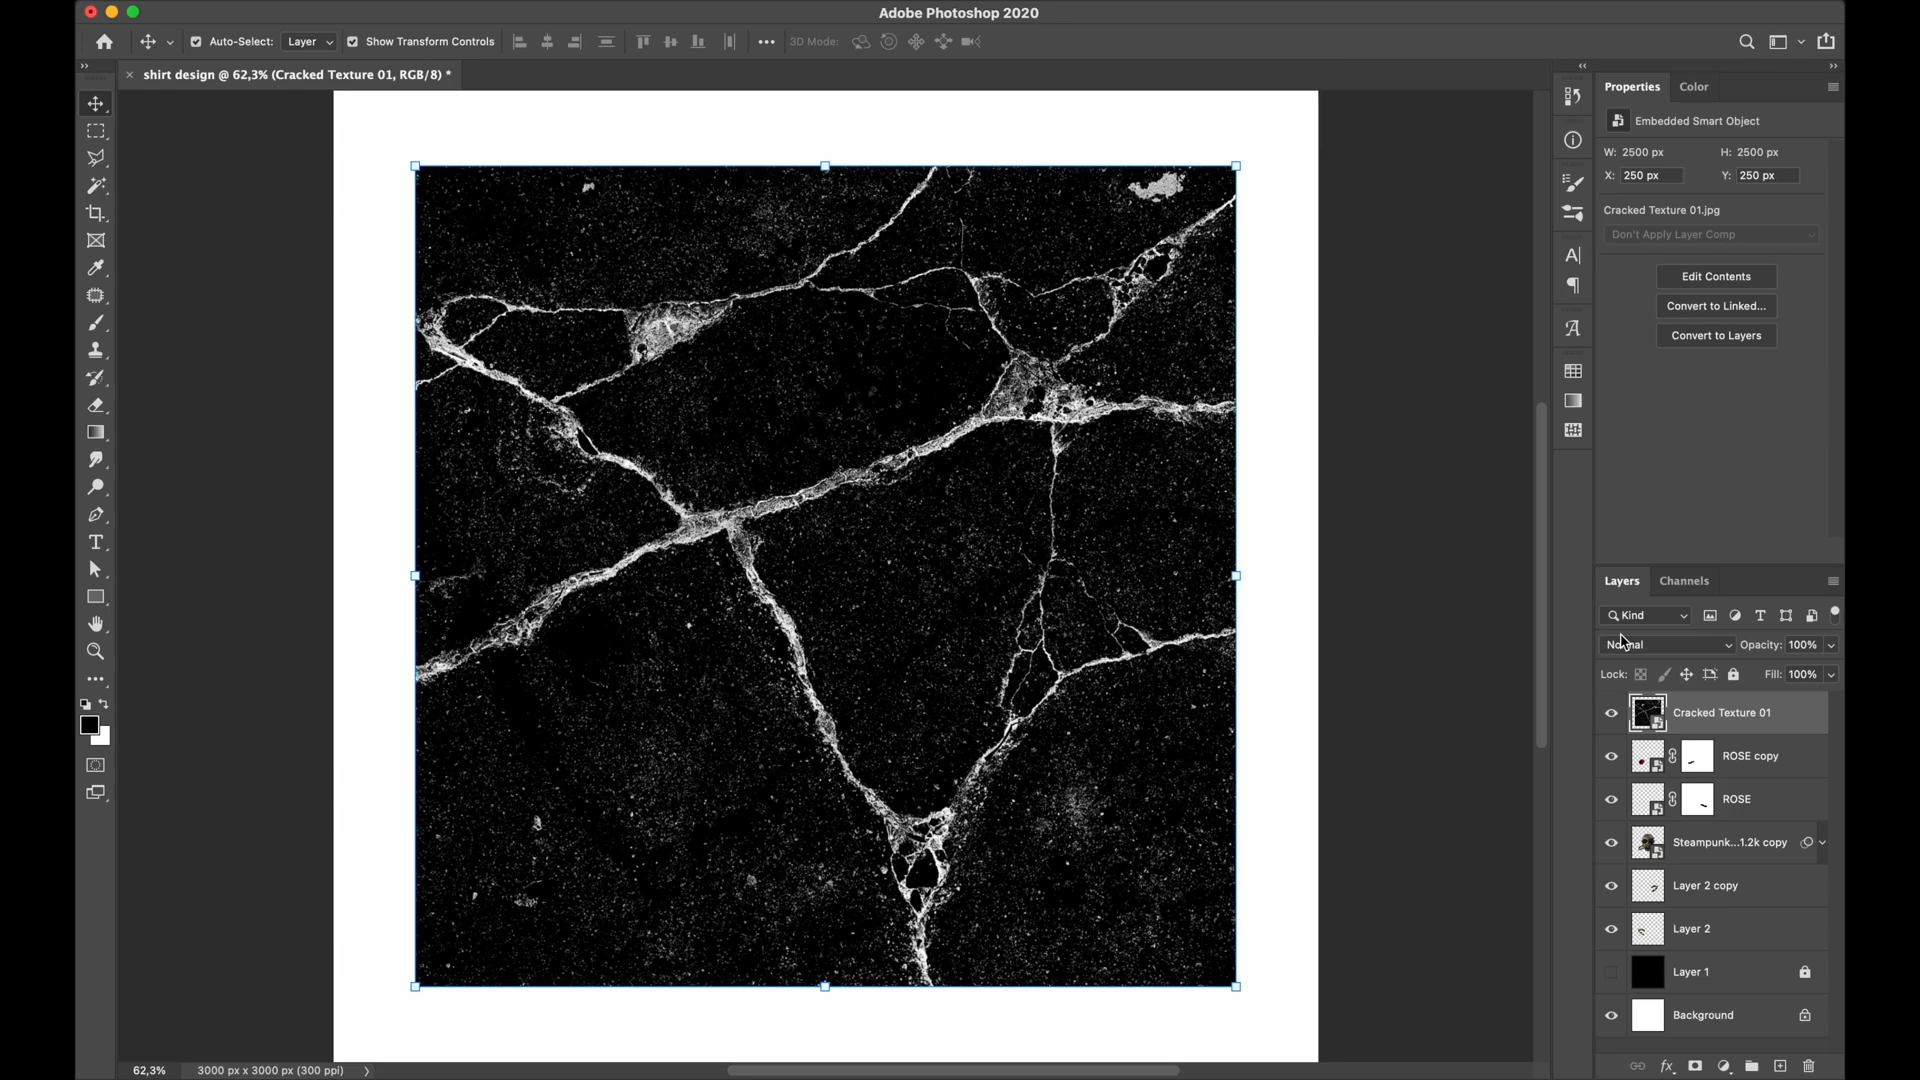 Adobe Photoshop 2020
Auto-Select: Layer Show Transform Controls 3D Mode:
shirt design @ 62,3% (Cracked Texture 01, RGB/8) *
Properties Color
Embedded Smart Object
W: 2500 px H: 2500 px
X: 250 px Y: 250 px
Cracked Texture 01.jpg
Don't Apply Layer Comp
Edit Contents
Convert to Linked...
Convert to Layers
Layers Channels
Kind
Normal Opacity: 100%
Lock: Fill: 100%
Cracked Texture 01
ROSE copy
ROSE
Steampunk...1.2k copy
Layer 2 copy
Layer 2
Layer 1
Background
62,3% 3000 px x 3000 px (300 ppi)